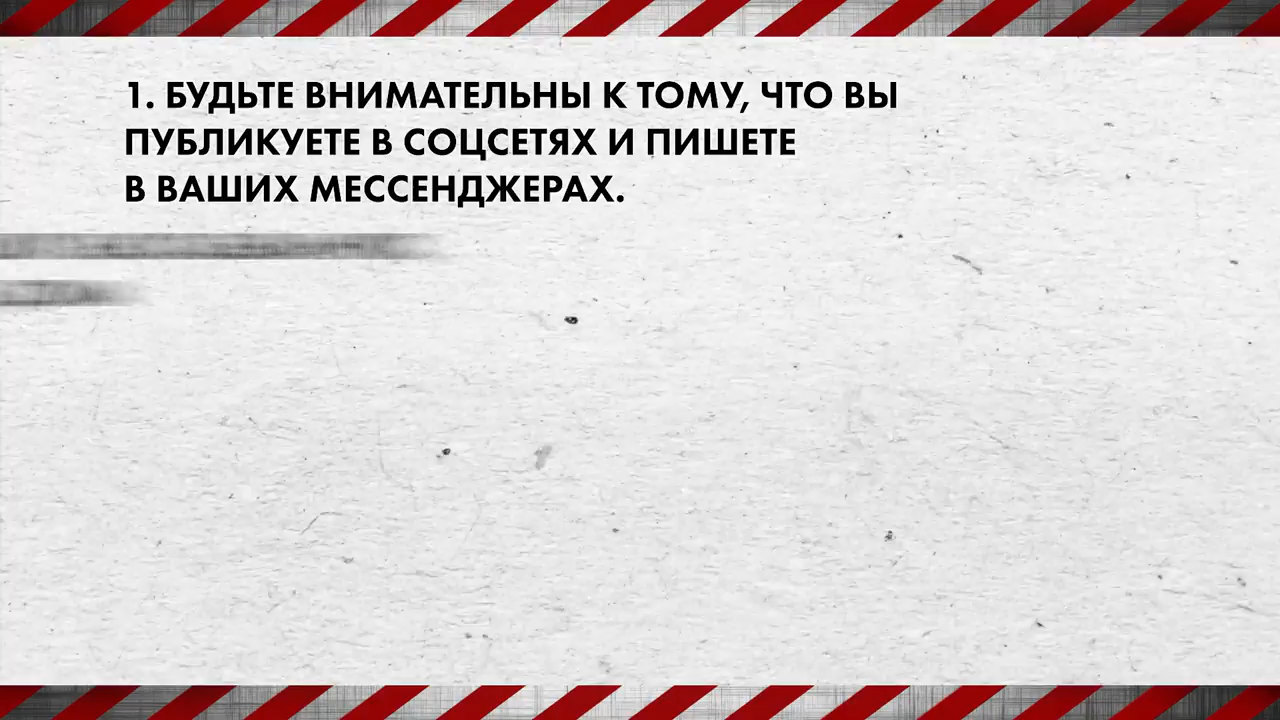 1. БУДЬТЕ ВНИМАТЕЛЬНЫ К ТОМУ, ЧТО ВЫ
ПУБЛИКУЕТЕ В СОЦСЕТЯХ И ПИШЕТЕ
В ВАШИХ МЕССЕНДЖЕРАХ.